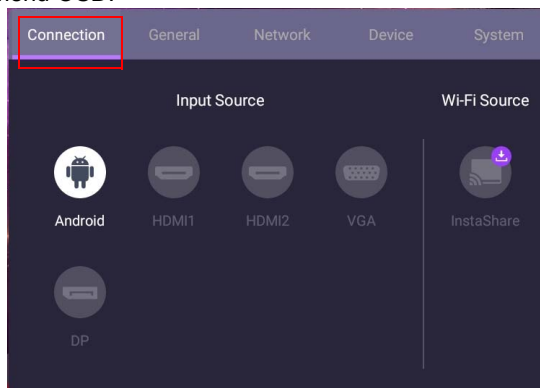 Connection General Network Device System
Input Source Wi-Fi Source
Android HDMI1 HDMI2 VGA InstaShare
DP